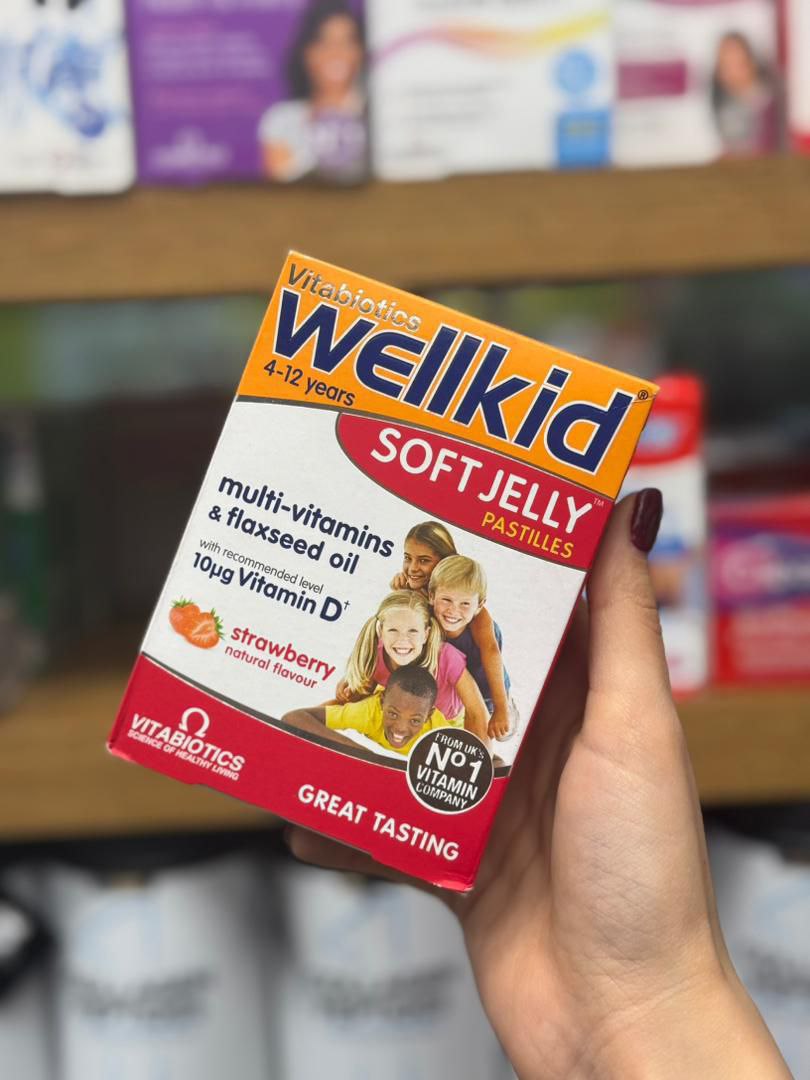 Vitabiotics
wellkid®
4-12 years
SOFT JELLY™
PASTILLES
multi-vitamins
& flaxseed oil
with recommended level
10µg Vitamin D†
strawberry
natural flavour
VITABIOTICS
SCIENCE OF HEALTHY LIVING
FROM UK's
Nº1
VITAMIN
COMPANY
GREAT TASTING